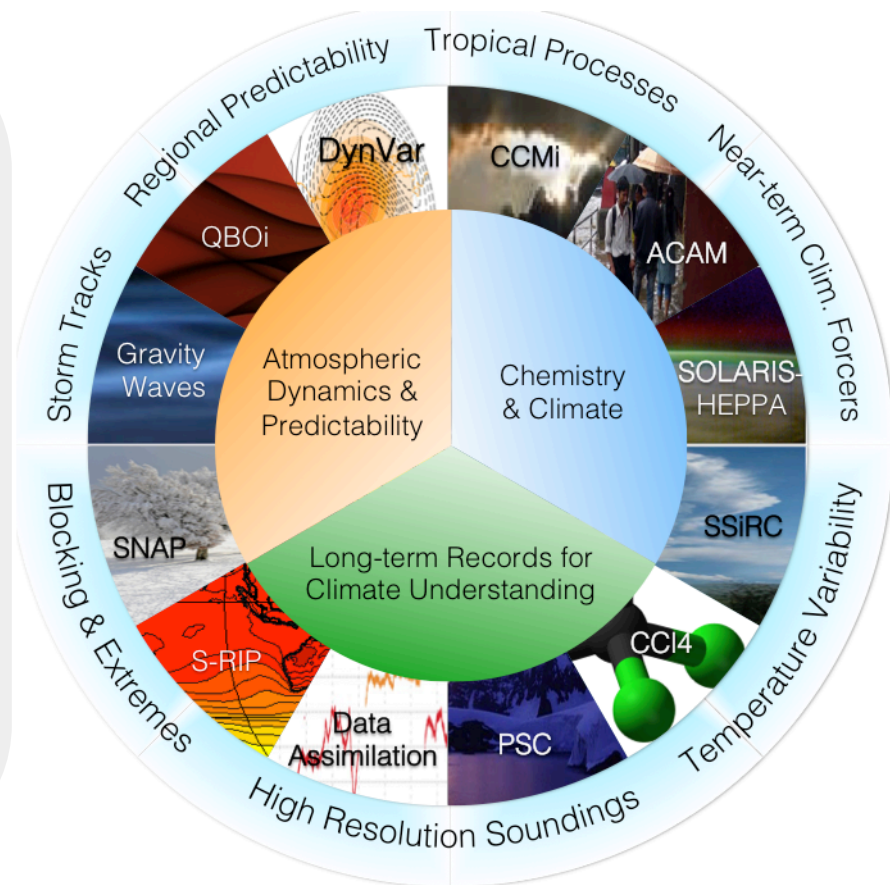 Regional Predictability
Tropical Processes
Near-term Clim. Forcers
Temperature Variability
High Resolution Soundings
Blocking & Extremes
Storm Tracks
DynVar
CCMi
ACAM
SOLARIS-
HEPPA
SSiRC
CCl4
PSC
Data
Assimilation
S-RIP
SNAP
Gravity
Waves
QBOi
Atmospheric
Dynamics &
Predictability
Chemistry
& Climate
Long-term Records for
Climate Understanding